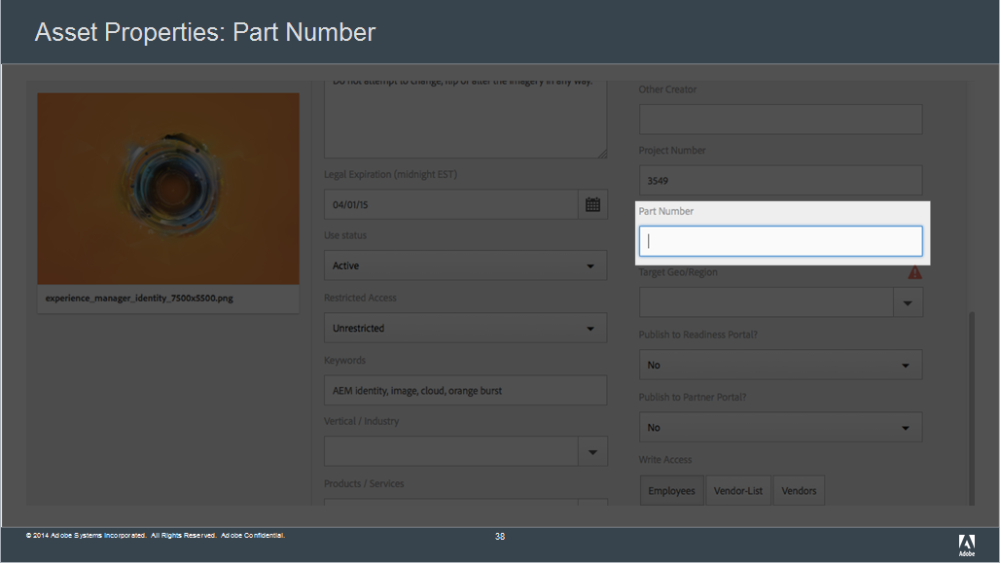 Asset Properties: Part Number
Do not attempt to change, flip or alter the imagery in any way.
Other Creator
Project Number
3549
Legal Expiration (midnight EST)
04/01/15
Part Number
Use status
Active
Target Geo/Region
experience_manager_identity_7500x5500.png
Restricted Access
Unrestricted
Publish to Readiness Portal?
No
Keywords
AEM identity, image, cloud, orange burst
Publish to Partner Portal?
No
Vertical / Industry
Write Access
Products / Services
Employees
Vendor-List
Vendors
© 2014 Adobe Systems Incorporated. All Rights Reserved. Adobe Confidential.
38
Adobe